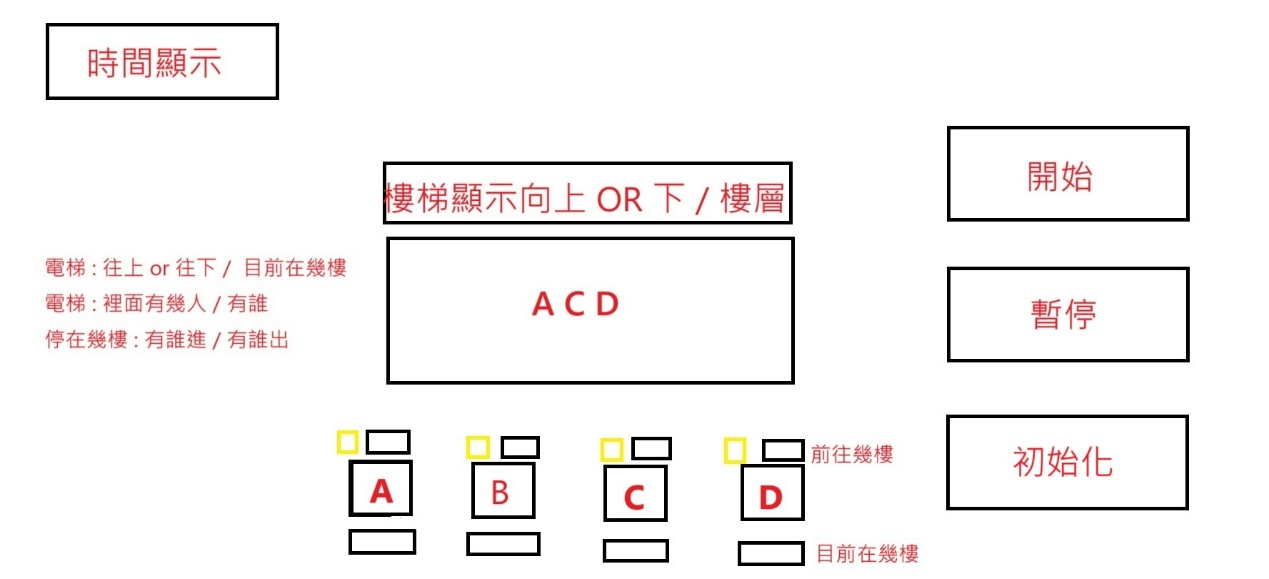 時間顯示
開始
樓梯顯示向上 OR 下 / 樓層
電梯 : 往上 or 往下 / 目前在幾樓
電梯 : 裡面有幾人 / 有誰
停在幾樓 : 有誰進 / 有誰出
A C D
暫停
前往幾樓
A
B
C
D
初始化
目前在幾樓